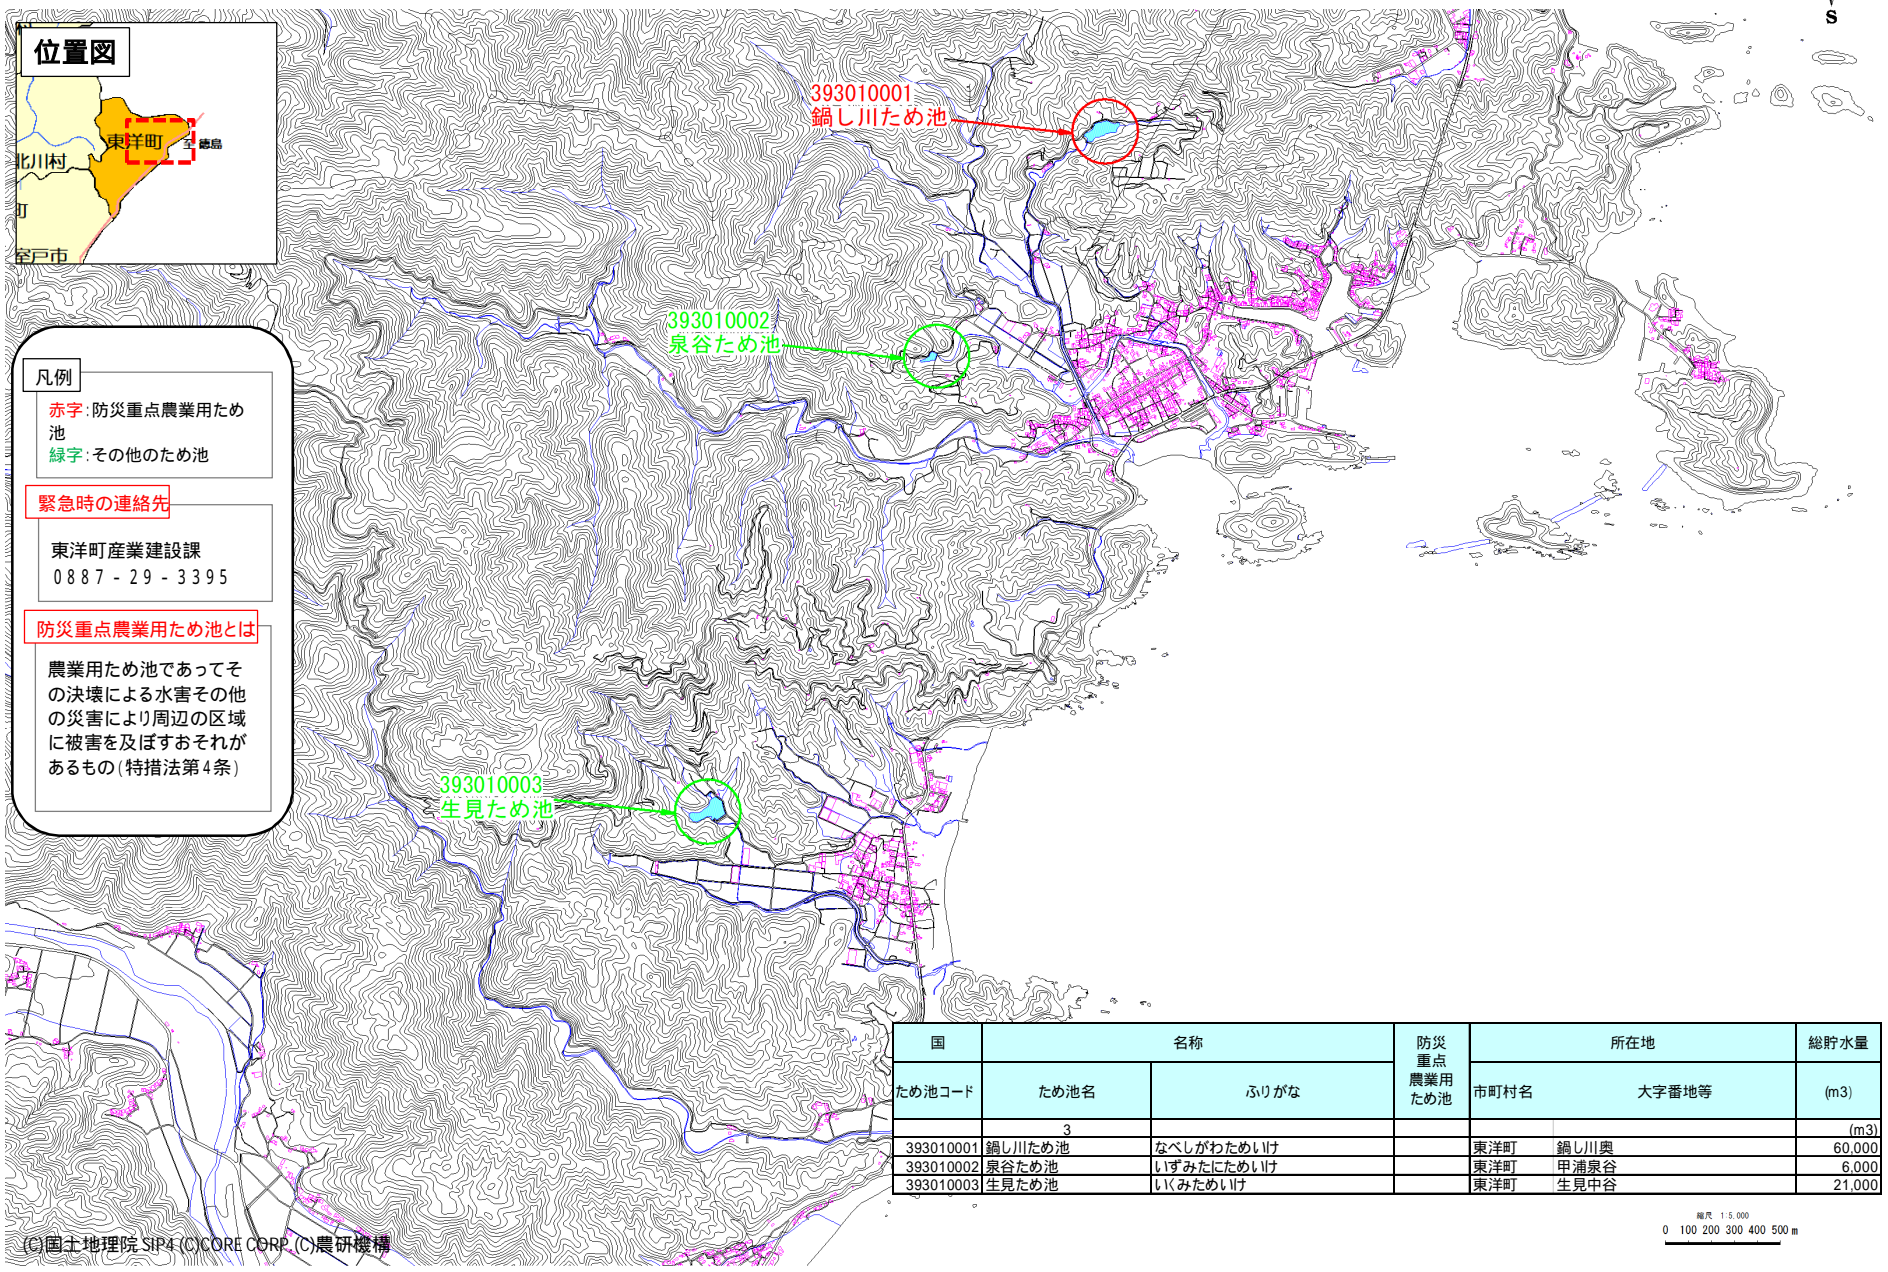 S
位置図
東洋町
至 徳島
北川村
町
室戸市
393010001
鍋し川ため池
393010002
泉谷ため池
393010003
生見ため池
凡例
赤字:防災重点農業用ため
池
緑字:その他のため池
緊急時の連絡先
東洋町産業建設課
0887-29-3395
防災重点農業用ため池とは
農業用ため池であってそ
の決壊による水害その他
の災害により周辺の区域
に被害を及ぼすおそれが
あるもの(特措法第4条)
国 名称 防災重点農業用ため池 所在地 総貯水量
ため池コード ため池名 ふりがな 市町村名 大字番地等 (m3)
3 (m3)
393010001 鍋し川ため池 なべしがわためいけ 東洋町 鍋し川奥 60,000
393010002 泉谷ため池 いずみたにためいけ 東洋町 甲浦泉谷 6,000
393010003 生見ため池 いくみためいけ 東洋町 生見中谷 21,000
縮尺 1:5,000
0 100 200 300 400 500 m
(C)国土地理院 SIP4 (C)CORE CORP. (C)農研機構